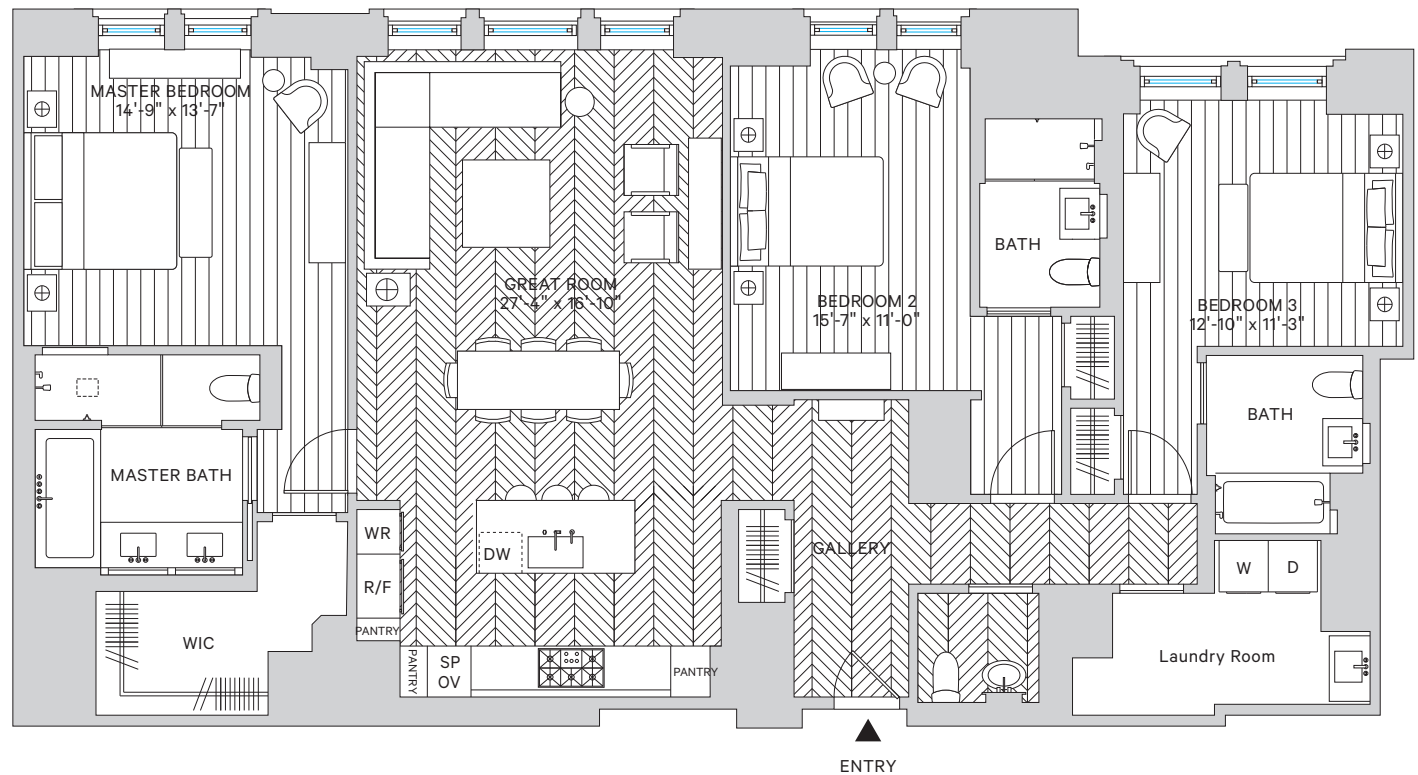 MASTER BEDROOM
14'-9" x 13'-7"
GREAT ROOM
27'-4" x 16'-10"
BEDROOM 2
15'-7" x 11'-0"
BATH
BEDROOM 3
12'-10" x 11'-3"
BATH
MASTER BATH
WR
R/F
PANTRY
DW
GALLERY
W
D
WIC
PANTRY
SP
OV
PANTRY
Laundry Room
ENTRY